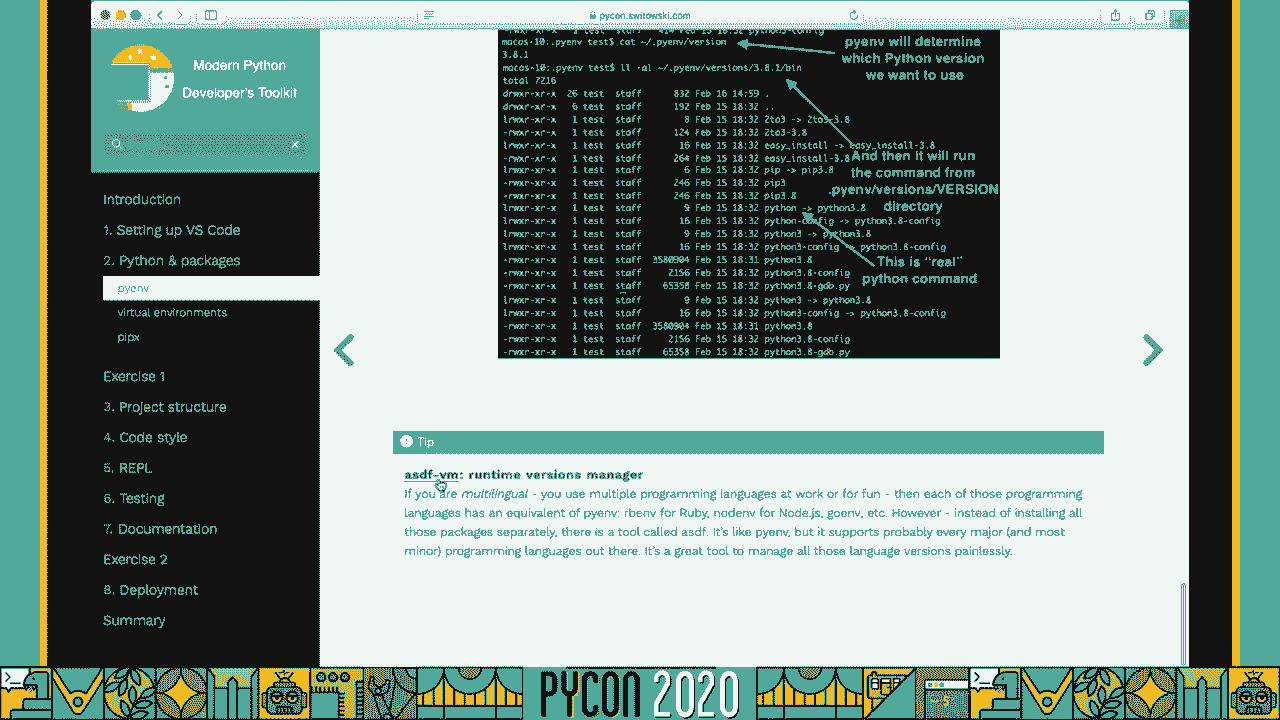 pycon.switowski.com
Modern Python
Developer's Toolkit
Introduction
1. Setting up VS Code
2. Python & packages
pyenv
virtual environments
pipx
Exercise 1
3. Project structure
4. Code style
5. REPL
6. Testing
7. Documentation
Exercise 2
8. Deployment
Summary
macos-10:.pyenv test$ cat ~/.pyenv/version
3.8.1
macos-10:.pyenv test$ ll -al ~/.pyenv/versions/3.8.1/bin
total 7216
drwxr-xr-x 26 test staff 832 Feb 16 14:59 .
drwxr-xr-x 6 test staff 192 Feb 15 18:32 ..
lrwxr-xr-x 1 test staff 8 Feb 15 18:32 2to3 -> 2to3-3.8
-rwxr-xr-x 1 test staff 124 Feb 15 18:32 2to3-3.8
lrwxr-xr-x 1 test staff 16 Feb 15 18:32 easy_install -> easy_install-3.8
-rwxr-xr-x 1 test staff 264 Feb 15 18:32 easy_install-3.8
lrwxr-xr-x 1 test staff 6 Feb 15 18:32 pip -> pip3.8
-rwxr-xr-x 1 test staff 246 Feb 15 18:32 pip3
-rwxr-xr-x 1 test staff 246 Feb 15 18:32 pip3.8
lrwxr-xr-x 1 test staff 9 Feb 15 18:32 python -> python3.8
lrwxr-xr-x 1 test staff 16 Feb 15 18:32 python-config -> python3.8-config
lrwxr-xr-x 1 test staff 9 Feb 15 18:32 python3 -> python3.8
lrwxr-xr-x 1 test staff 16 Feb 15 18:32 python3-config -> python3.8-config
-rwxr-xr-x 1 test staff 3580904 Feb 15 18:31 python3.8
-rwxr-xr-x 1 test staff 2156 Feb 15 18:32 python3.8-config
-rwxr-xr-x 1 test staff 65358 Feb 15 18:32 python3.8-gdb.py
lrwxr-xr-x 1 test staff 9 Feb 15 18:32 python3 -> python3.8
lrwxr-xr-x 1 test staff 16 Feb 15 18:32 python3-config -> python3.8-config
-rwxr-xr-x 1 test staff 3580904 Feb 15 18:31 python3.8
-rwxr-xr-x 1 test staff 2156 Feb 15 18:32 python3.8-config
-rwxr-xr-x 1 test staff 65358 Feb 15 18:32 python3.8-gdb.py
pyenv will determine
which Python version
we want to use
And then it will run
the command from
.pyenv/versions/VERSION
directory
This is “real”
python command
Tip
asdf-vm: runtime versions manager
If you are multilingual - you use multiple programming languages at work or for fun - then each of those programming
languages has an equivalent of pyenv: rbenv for Ruby, nodenv for Node.js, goenv, etc. However - instead of installing all
those packages separately, there is a tool called asdf. It's like pyenv, but it supports probably every major (and most
minor) programming languages out there. It's a great tool to manage all those language versions painlessly.
PYCON 2020